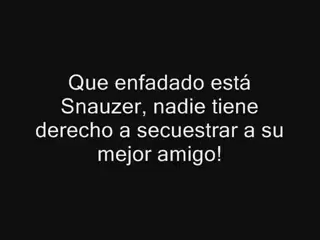 Que enfadado está
Snauzer, nadie tiene
derecho a secuestrar a su
mejor amigo!